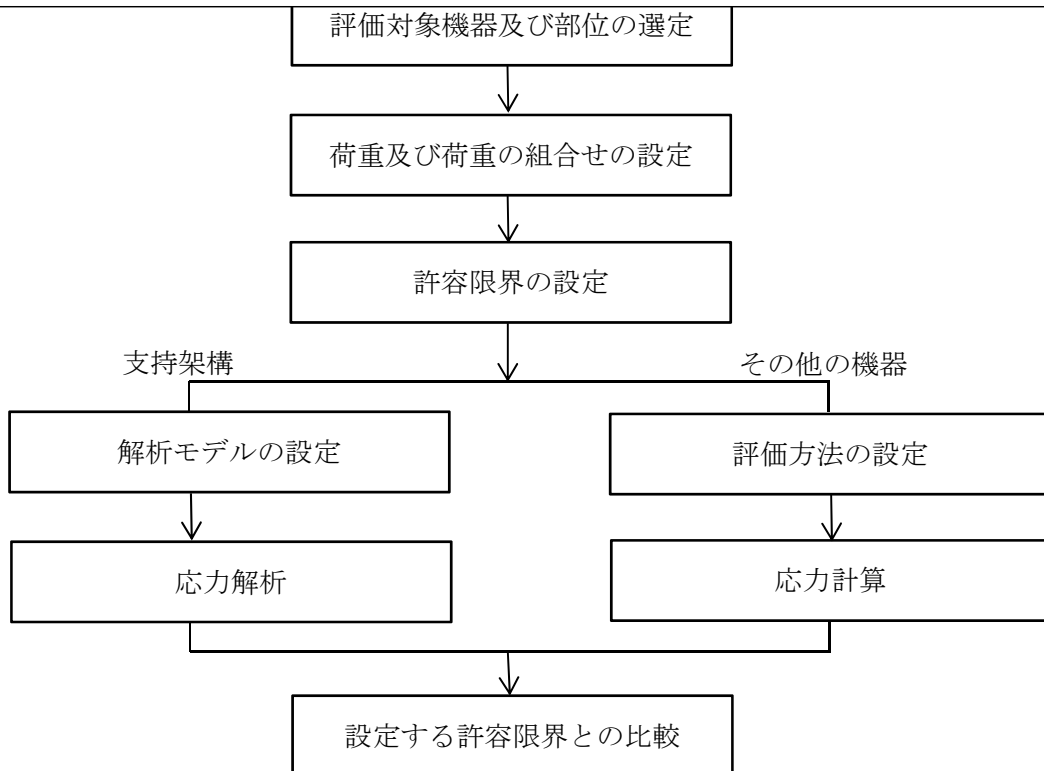 評価対象機器及び部位の選定
荷重及び荷重の組合せの設定
許容限界の設定
支持架構
その他の機器
解析モデルの設定
評価方法の設定
応力解析
応力計算
設定する許容限界との比較